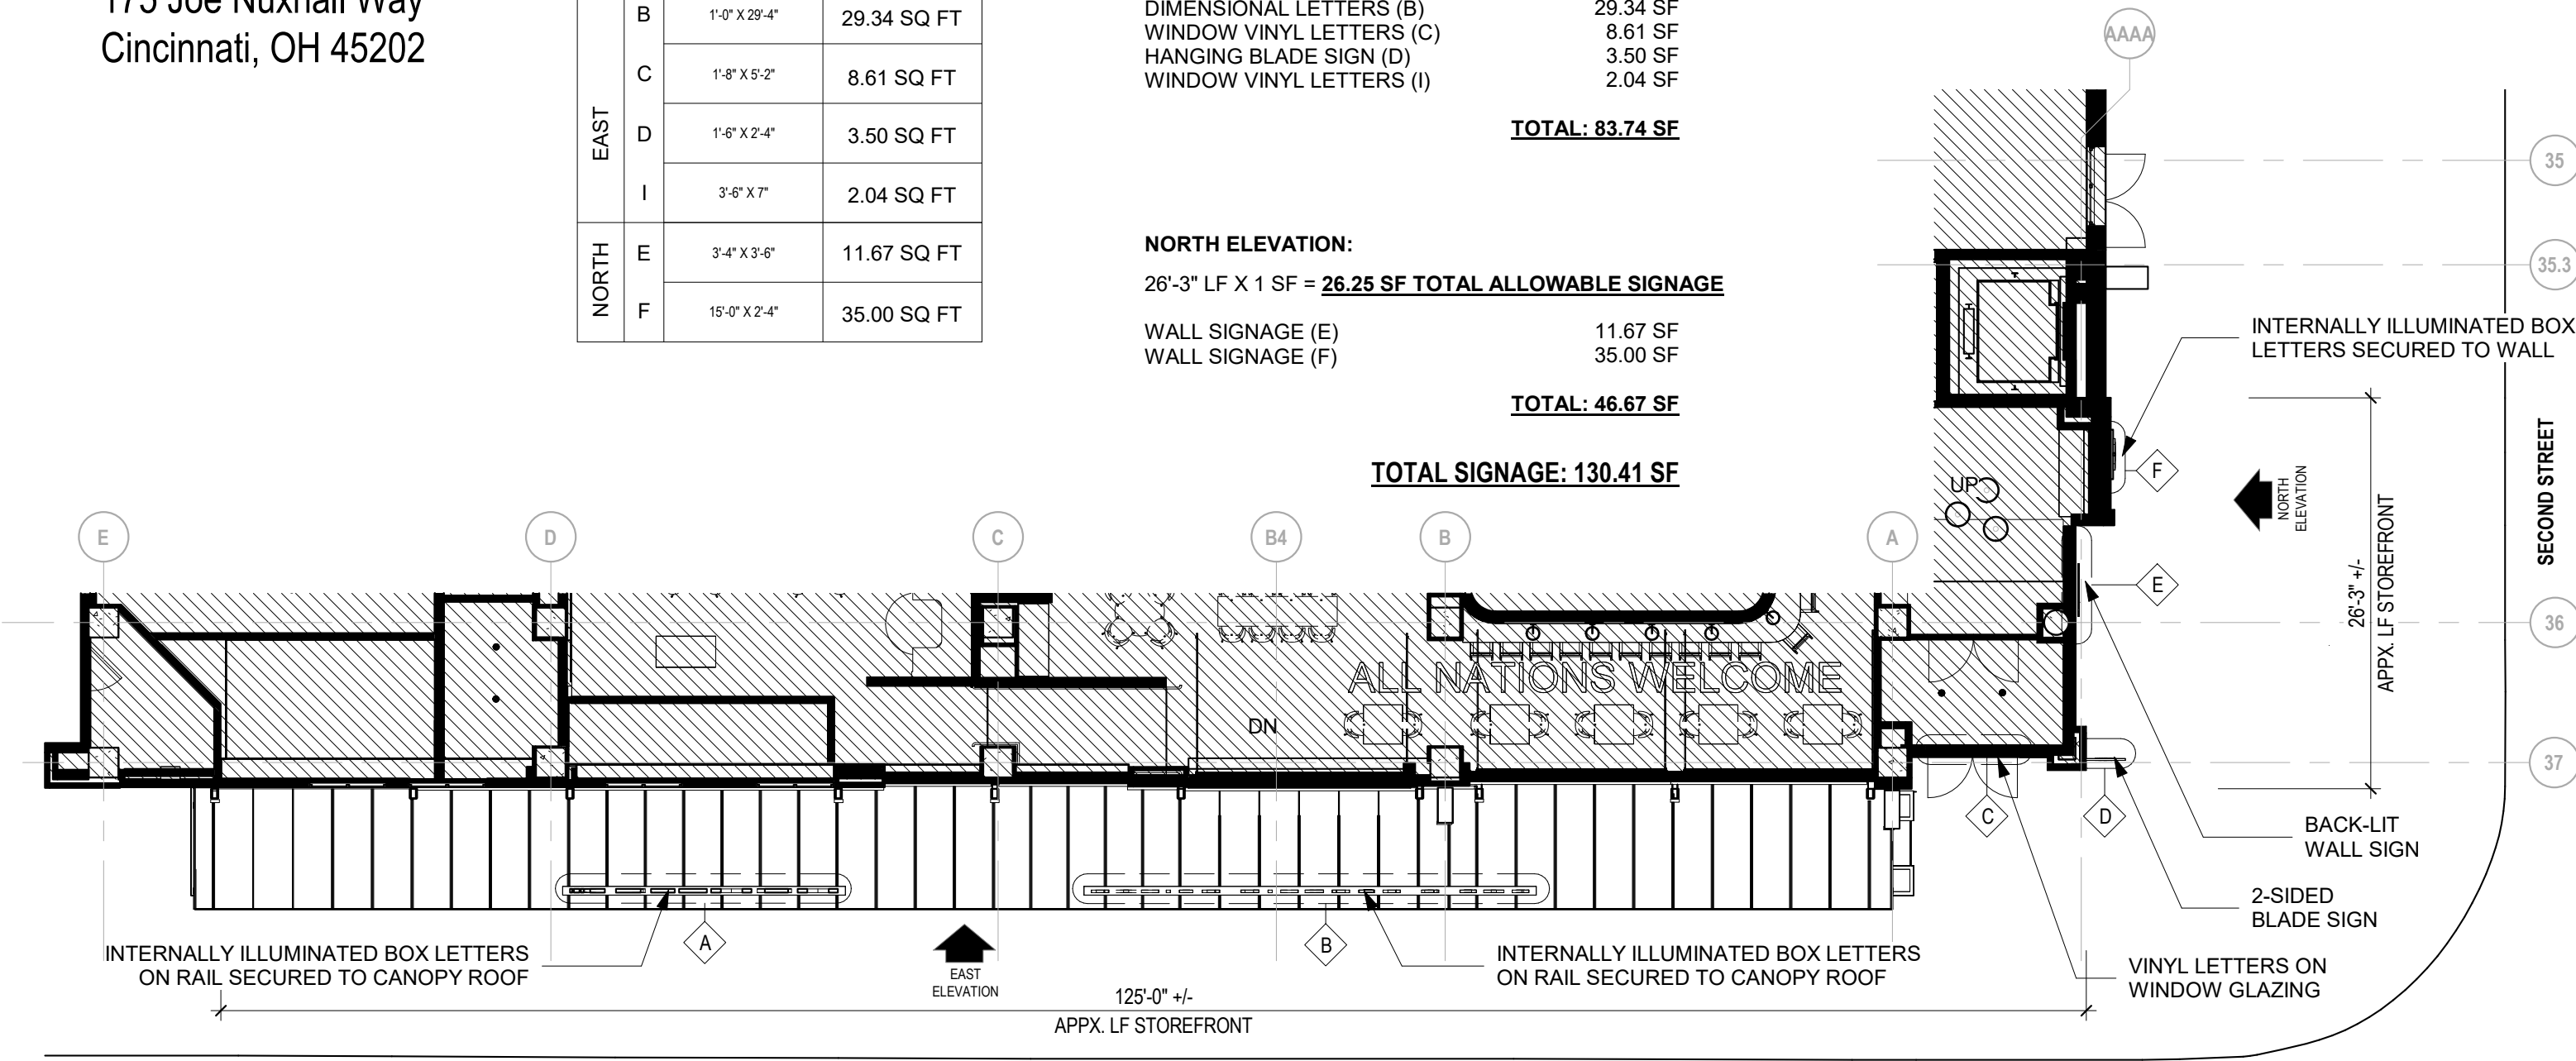 175 Joe Nuxhall Way
Cincinnati, OH 45202
EAST
B 1'-0" X 29'-4" 29.34 SQ FT
C 1'-8" X 5'-2" 8.61 SQ FT
D 1'-6" X 2'-4" 3.50 SQ FT
I 3'-6" X 7" 2.04 SQ FT
NORTH
E 3'-4" X 3'-6" 11.67 SQ FT
F 15'-0" X 2'-4" 35.00 SQ FT
DIMENSIONAL LETTERS (B) 29.34 SF
WINDOW VINYL LETTERS (C) 8.61 SF
HANGING BLADE SIGN (D) 3.50 SF
WINDOW VINYL LETTERS (I) 2.04 SF
TOTAL: 83.74 SF
NORTH ELEVATION:
26'-3" LF X 1 SF = 26.25 SF TOTAL ALLOWABLE SIGNAGE
WALL SIGNAGE (E) 11.67 SF
WALL SIGNAGE (F) 35.00 SF
TOTAL: 46.67 SF
TOTAL SIGNAGE: 130.41 SF
AAAA
35
35.3
INTERNALLY ILLUMINATED BOX
LETTERS SECURED TO WALL
F
UP
NORTH
ELEVATION
SECOND STREET
E
D
C
B4
B
A
E
26'-3" +/-
APPX. LF STOREFRONT
36
ALL NATIONS WELCOME
DN
37
C
D
BACK-LIT
WALL SIGN
2-SIDED
BLADE SIGN
A
B
INTERNALLY ILLUMINATED BOX LETTERS
ON RAIL SECURED TO CANOPY ROOF
EAST
ELEVATION
INTERNALLY ILLUMINATED BOX LETTERS
ON RAIL SECURED TO CANOPY ROOF
VINYL LETTERS ON
WINDOW GLAZING
125'-0" +/-
APPX. LF STOREFRONT